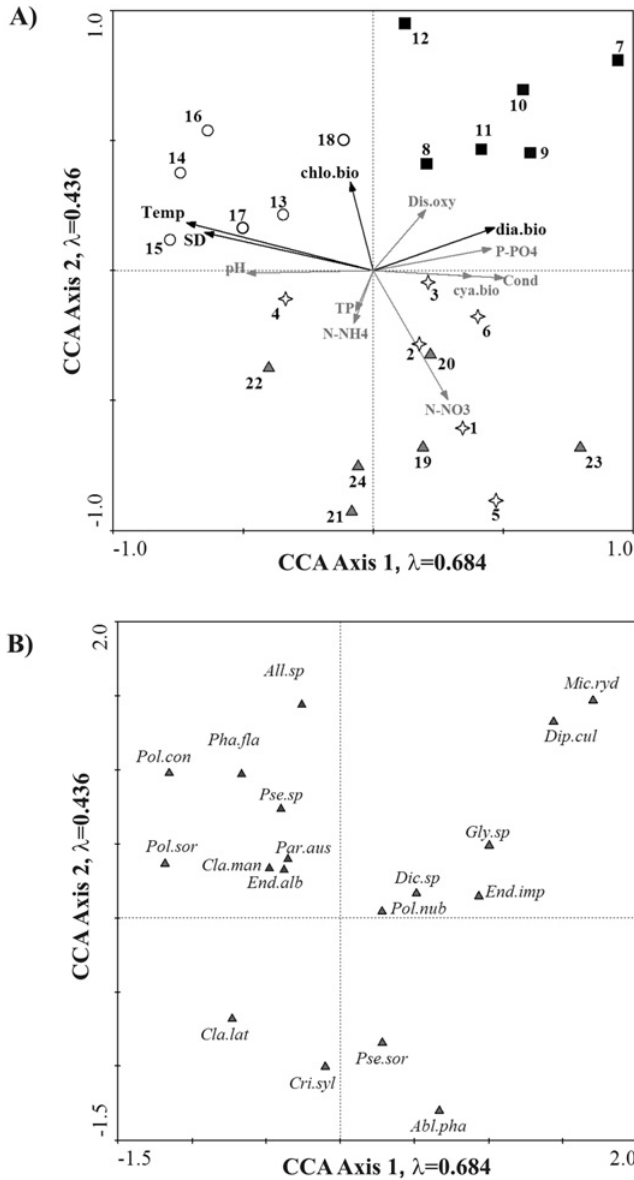 A)
1.0
12
7
16
10
18
11
14
8
9
chlo.bio
13
Dis.oxy
Temp
17
dia.bio
15
SD
P-PO4
pH
3
cya.bio
Cond
4
TP
6
N-NH4
2
20
22
N-NO3
1
19
23
24
21
5
CCA Axis 2, λ=0.436
-1.0
-1.0
1.0
CCA Axis 1, λ=0.684
B)
2.0
All.sp
Mic.ryd
Pha.fla
Dip.cul
Pol.con
Pse.sp
Gly.sp
Pol.sor
Par.aus
Cla.man
End.alb
Dic.sp
End.imp
Pol.nub
Cla.lat
Pse.sor
Cri.syl
Abl.pha
CCA Axis 2, λ=0.436
-1.5
-1.5
2.0
CCA Axis 1, λ=0.684